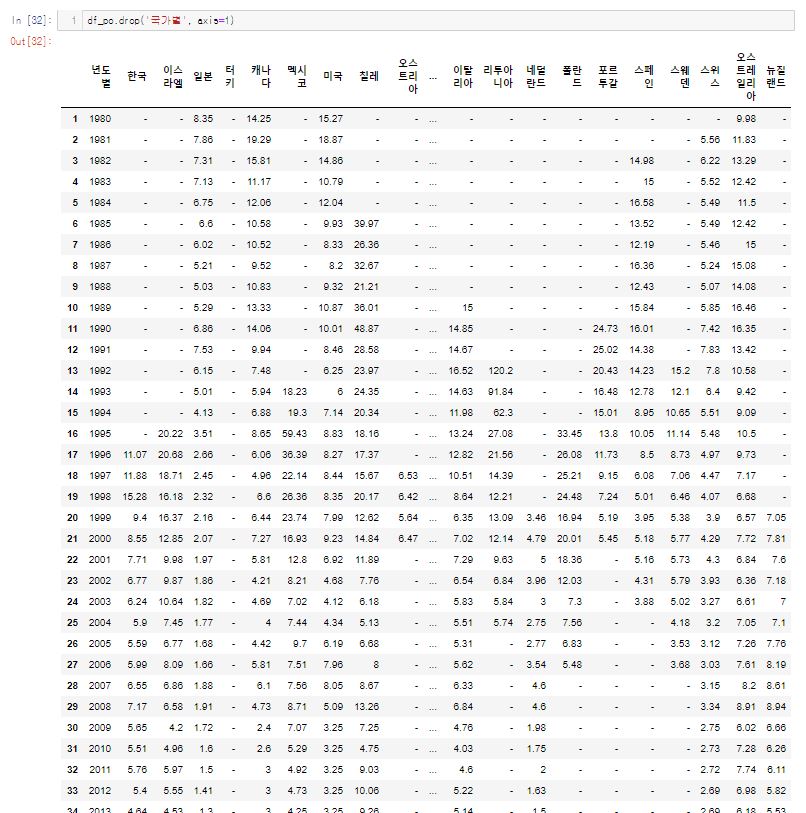 In [32]: 1 df_po.drop('국가별', axis=1)
Out[32]:
년도별 한국 이스라엘 일본 터키 캐나다 멕시코 미국 칠레 오스트리아 ... 이탈리아 리투아니아 네덜란드 폴란드 포르투갈 스페인 스웨덴 스위스 오스트레일리아 뉴질랜드
1 1980 - - 8.35 - 14.25 - 15.27 - - ... - - - - - - - - 9.98 -
2 1981 - - 7.86 - 19.29 - 18.87 - - ... - - - - - - - 5.56 11.83 -
3 1982 - - 7.31 - 15.81 - 14.86 - - ... - - - - - 14.98 - 6.22 13.29 -
4 1983 - - 7.13 - 11.17 - 10.79 - - ... - - - - - 15 - 5.52 12.42 -
5 1984 - - 6.75 - 12.06 - 12.04 - - ... - - - - - 16.58 - 5.49 11.5 -
6 1985 - - 6.6 - 10.58 - 9.93 39.97 - ... - - - - - 13.52 - 5.49 12.42 -
7 1986 - - 6.02 - 10.52 - 8.33 26.36 - ... - - - - - 12.19 - 5.46 15 -
8 1987 - - 5.21 - 9.52 - 8.2 32.67 - ... - - - - - 16.36 - 5.24 15.08 -
9 1988 - - 5.03 - 10.83 - 9.32 21.21 - ... - - - - - 12.43 - 5.07 14.08 -
10 1989 - - 5.29 - 13.33 - 10.87 36.01 - ... 15 - - - - 15.84 - 5.85 16.46 -
11 1990 - - 6.86 - 14.06 - 10.01 48.87 - ... 14.85 - - - 24.73 16.01 - 7.42 16.35 -
12 1991 - - 7.53 - 9.94 - 8.46 28.58 - ... 14.67 - - - 25.02 14.38 - 7.83 13.42 -
13 1992 - - 6.15 - 7.48 - 6.25 23.97 - ... 16.52 120.2 - - 20.43 14.23 15.2 7.8 10.58 -
14 1993 - - 5.01 - 5.94 18.23 6 24.35 - ... 14.63 91.84 - - 16.48 12.78 12.1 6.4 9.42 -
15 1994 - - 4.13 - 6.88 19.3 7.14 20.34 - ... 11.98 62.3 - - 15.01 8.95 10.65 5.51 9.09 -
16 1995 - 20.22 3.51 - 8.65 59.43 8.83 18.16 - ... 13.24 27.08 - 33.45 13.8 10.05 11.14 5.48 10.5 -
17 1996 11.07 20.68 2.66 - 6.06 36.39 8.27 17.37 - ... 12.82 21.56 - 26.08 11.73 8.5 8.73 4.97 9.73 -
18 1997 11.88 18.71 2.45 - 4.96 22.14 8.44 15.67 6.53 ... 10.51 14.39 - 25.21 9.15 6.08 7.06 4.47 7.17 -
19 1998 15.28 16.18 2.32 - 6.6 26.36 8.35 20.17 6.42 ... 8.64 12.21 - 24.48 7.24 5.01 6.46 4.07 6.68 -
20 1999 9.4 16.37 2.16 - 6.44 23.74 7.99 12.62 5.64 ... 6.35 13.09 3.46 16.94 5.19 3.95 5.38 3.9 6.57 7.05
21 2000 8.55 12.85 2.07 - 7.27 16.93 9.23 14.84 6.47 ... 7.02 12.14 4.79 20.01 5.45 5.18 5.77 4.29 7.72 7.81
22 2001 7.71 9.98 1.97 - 5.81 12.8 6.92 11.89 - ... 7.29 9.63 5 18.36 - 5.16 5.73 4.3 6.84 7.6
23 2002 6.77 9.87 1.86 - 4.21 8.21 4.68 7.76 - ... 6.54 6.84 3.96 12.03 - 4.31 5.79 3.93 6.36 7.18
24 2003 6.24 10.64 1.82 - 4.69 7.02 4.12 6.18 - ... 5.83 5.84 3 7.3 - 3.88 5.02 3.27 6.61 7
25 2004 5.9 7.45 1.77 - 4 7.44 4.34 5.13 - ... 5.51 5.74 2.75 7.56 - - 4.18 3.2 7.05 7.1
26 2005 5.59 6.77 1.68 - 4.42 9.7 6.19 6.68 - ... 5.31 - 2.77 6.83 - - 3.53 3.12 7.26 7.76
27 2006 5.99 8.09 1.66 - 5.81 7.51 7.96 8 - ... 5.62 - 3.54 5.48 - - 3.68 3.03 7.61 8.19
28 2007 6.55 6.86 1.88 - 6.1 7.56 8.05 8.67 - ... 6.33 - 4.6 - - - - 3.15 8.2 8.61
29 2008 7.17 6.58 1.91 - 4.73 8.71 5.09 13.26 - ... 6.84 - 4.6 - - - - 3.34 8.91 8.94
30 2009 5.65 4.2 1.72 - 2.4 7.07 3.25 7.25 - ... 4.76 - 1.98 - - - - 2.75 6.02 6.66
31 2010 5.51 4.96 1.6 - 2.6 5.29 3.25 4.75 - ... 4.03 - 1.75 - - - - 2.73 7.28 6.26
32 2011 5.76 5.97 1.5 - 3 4.92 3.25 9.03 - ... 4.6 - 2 - - - - 2.72 7.74 6.11
33 2012 5.4 5.55 1.41 - 3 4.73 3.25 10.06 - ... 5.22 - 1.63 - - - - 2.69 6.98 5.82
34 2013 4.64 4.53 1.3 - 3 4.25 3.25 9.26 - ... 5.14 - 1.5 - - - - 2.69 6.18 5.53